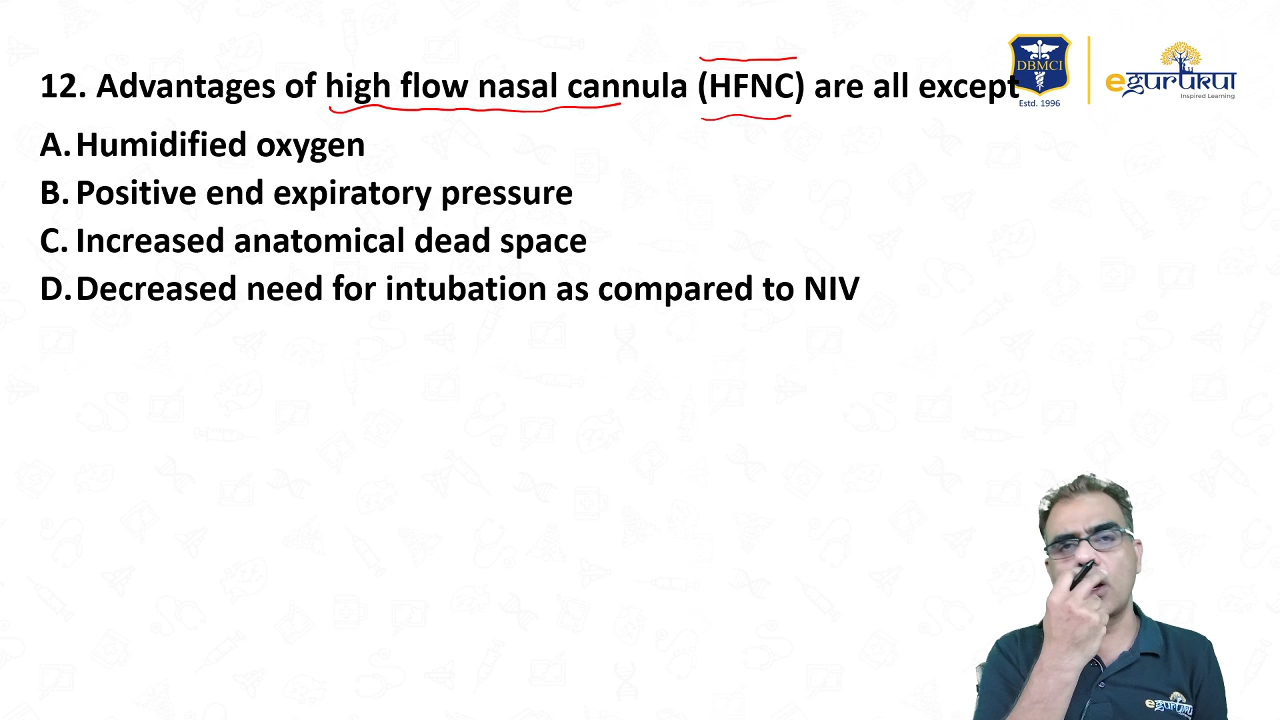 12. Advantages of high flow nasal cannula (HFNC) are all except
A. Humidified oxygen
B. Positive end expiratory pressure
C. Increased anatomical dead space
D. Decreased need for intubation as compared to NIV
DBMCI
Estd. 1996
egurukul
Inspired Learning
egurukul